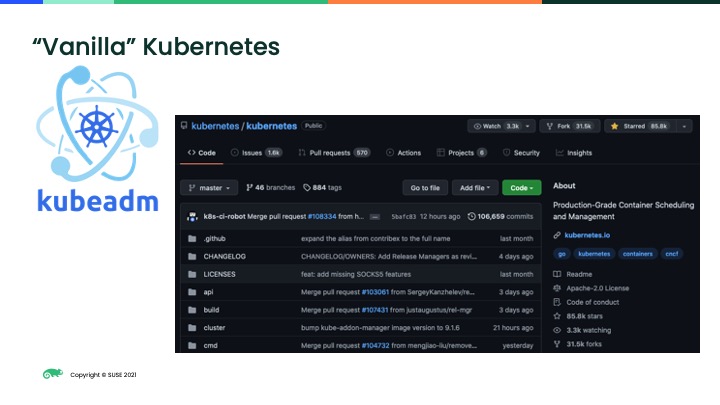 “Vanilla” Kubernetes
kubeadm
kubernetes / kubernetes Public
Watch 3.3k
Fork 31.5k
Starred 85.8k
Code
Issues 1.6k
Pull requests 570
Actions
Projects 6
Security
Insights
master
46 branches
884 tags
Go to file
Add file
Code
k8s-ci-robot Merge pull request #108334 from h... ... 5bafc83 12 hours ago 106,659 commits
.github expand the alias from contribex to the full name last month
CHANGELOG CHANGELOG/OWNERS: Add Release Managers as revi... 4 days ago
LICENSES feat: add missing SOCKS5 features last month
api Merge pull request #103061 from SergeyKanzhelev/re... 3 days ago
build Merge pull request #107431 from justaugustus/rel-mgr 3 days ago
cluster bump kube-addon-manager image version to 9.1.6 21 hours ago
cmd Merge pull request #104732 from mengjiao-liu/remove... yesterday
About
Production-Grade Container Scheduling
and Management
kubernetes.io
go kubernetes containers cncf
Readme
Apache-2.0 License
Code of conduct
85.8k stars
3.3k watching
31.5k forks
Copyright © SUSE 2021